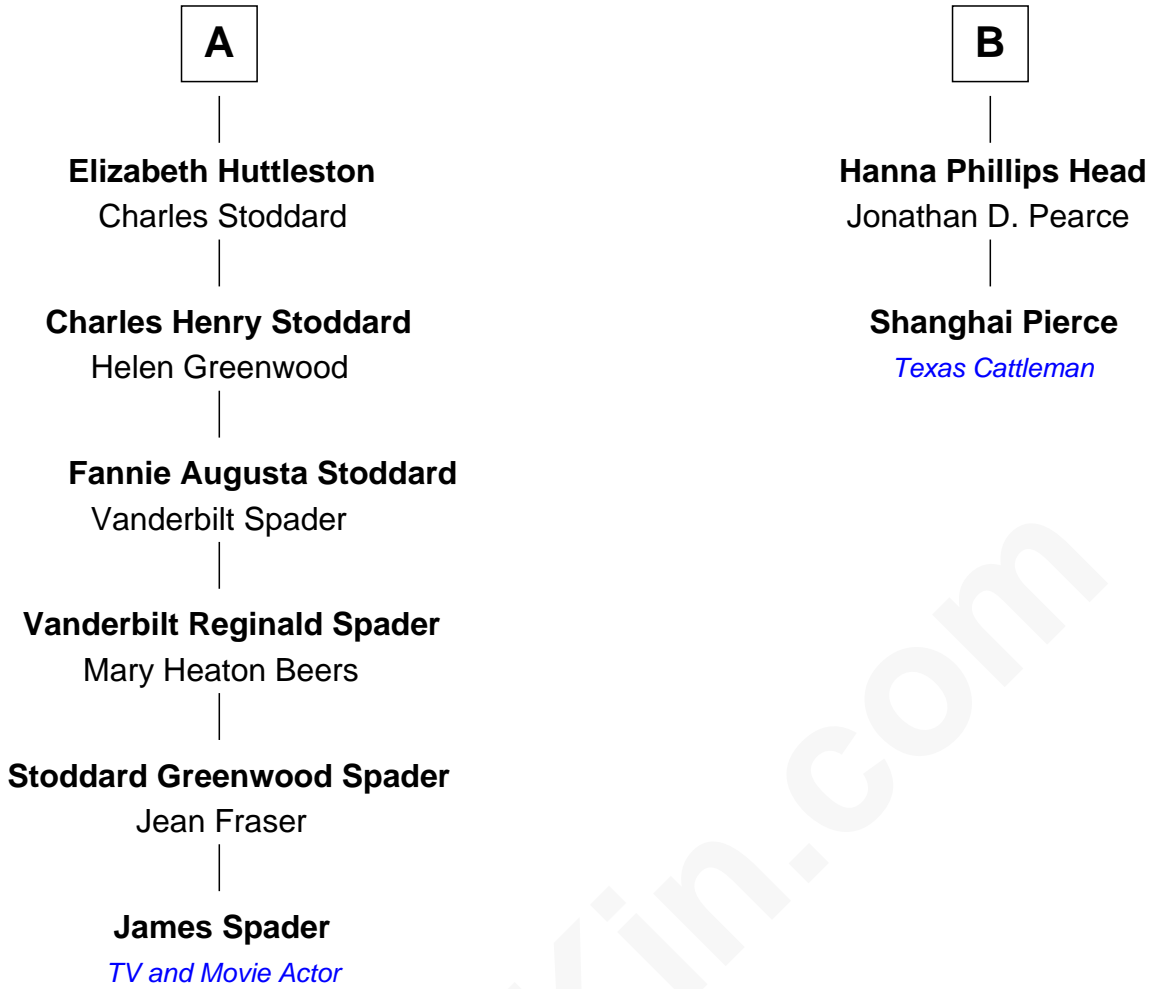 A
Elizabeth Huttleston
Charles Stoddard
Charles Henry Stoddard
Helen Greenwood
Fannie Augusta Stoddard
Vanderbilt Spader
Vanderbilt Reginald Spader
Mary Heaton Beers
Stoddard Greenwood Spader
Jean Fraser
James Spader
TV and Movie Actor
B
Hanna Phillips Head
Jonathan D. Pearce
Shanghai Pierce
Texas Cattleman
Kin.com